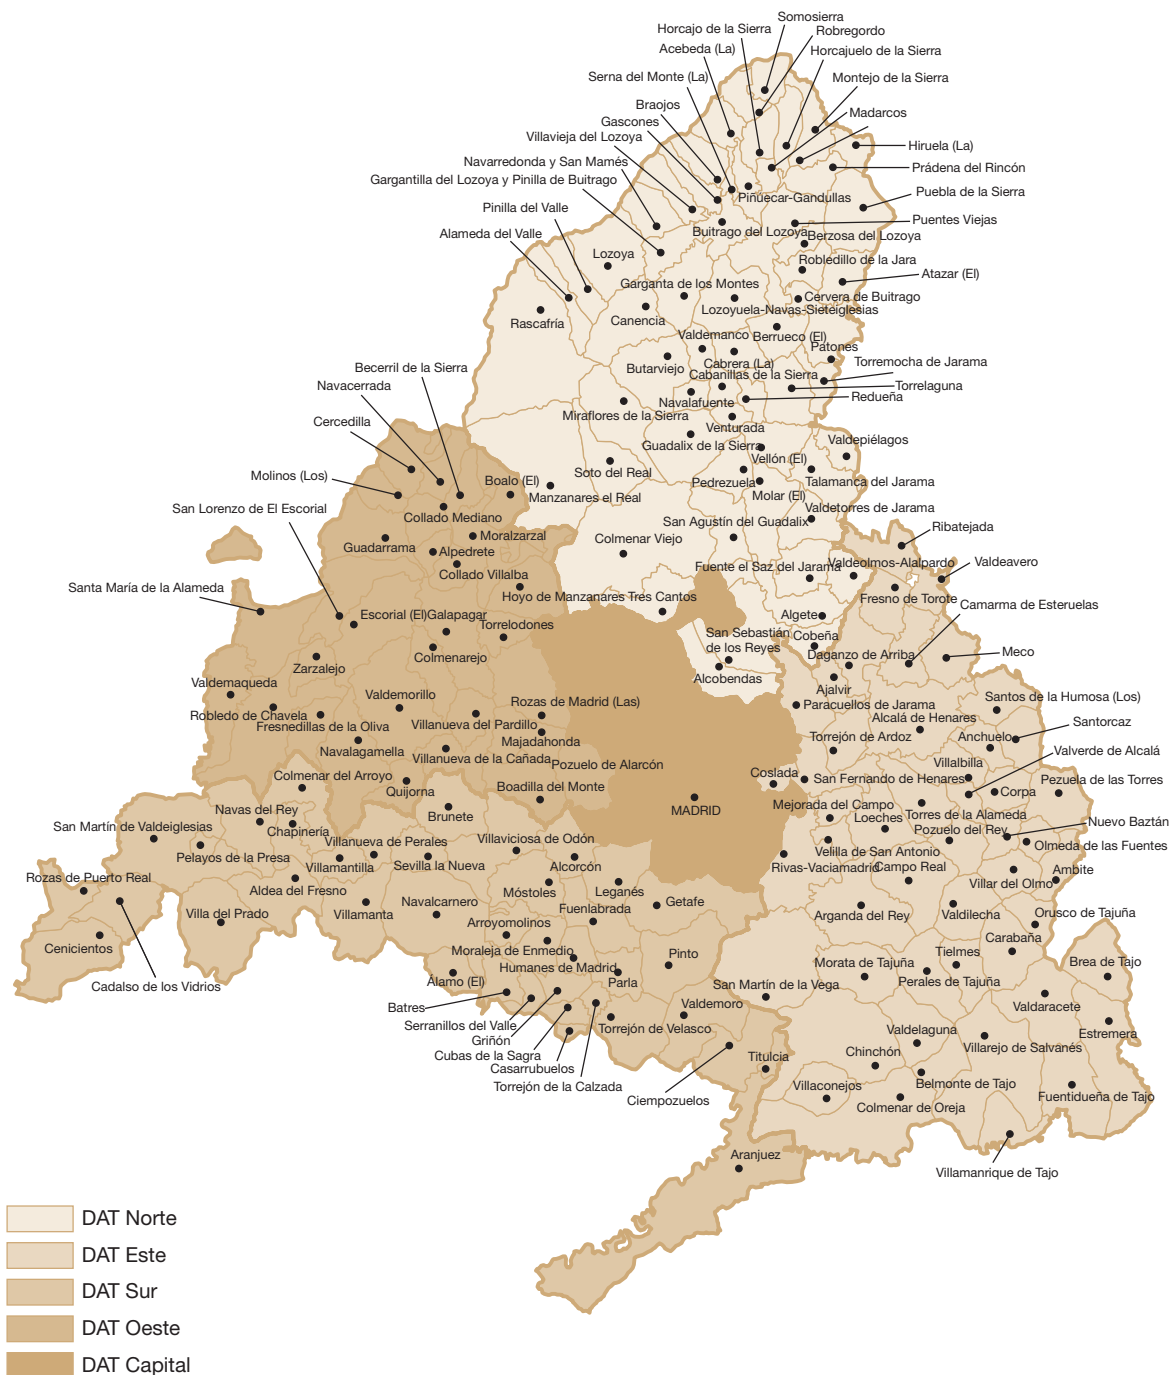 Somosierra
Horcajo de la Sierra
Robregordo
Acebeda (La)
Horcajuelo de la Sierra
Serna del Monte (La)
Montejo de la Sierra
Braojos
Madarcos
Gascones
Villavieja del Lozoya
Hiruela (La)
Navarredonda y San Mamés
Prádena del Rincón
Gargantilla del Lozoya y Pinilla de Buitrago
Puebla de la Sierra
Piñuecar-Gandullas
Pinilla del Valle
Puentes Viejas
Alameda del Valle
Buitrago del Lozoya
Berzosa del Lozoya
Lozoya
Robledillo de la Jara
Atazar (El)
Garganta de los Montes
Cervera de Buitrago
Lozoyuela-Navas-Sieteiglesias
Rascafría
Canencia
Valdemanco
Berrueco (El)
Patones
Butarviejo
Cabrera (La)
Torremocha de Jarama
Becerril de la Sierra
Cabanillas de la Sierra
Torrelaguna
Navacerrada
Redueña
Navalafuente
Miraflores de la Sierra
Cercedilla
Venturada
Guadalix de la Sierra
Valdepiélagos
Vellón (El)
Molinos (Los)
Soto del Real
Boalo (El)
Pedrezuela
Talamanca del Jarama
Manzanares el Real
Molar (El)
San Lorenzo de El Escorial
Collado Mediano
Valdetorres de Jarama
San Agustín del Guadalix
Ribatejada
Moralzarzal
Colmenar Viejo
Guadarrama
Alpedrete
Valdeolmos-Alalpardo
Valdeavero
Fuente el Saz del Jarama
Collado Villalba
Santa María de la Alameda
Hoyo de Manzanares
Tres Cantos
Fresno de Torote
Camarma de Esteruelas
Escorial (El)
Galapagar
Algete
Torrelodones
San Sebastián
de los Reyes
Cobeña
Daganzo de Arriba
Meco
Colmenarejo
Zarzalejo
Alcobendas
Valdemaqueda
Ajalvir
Valdemorillo
Rozas de Madrid (Las)
Santos de la Humosa (Los)
Paracuellos de Jarama
Robledo de Chavela
Alcalá de Henares
Fresnedillas de la Oliva
Villanueva del Pardillo
Santorcaz
Majadahonda
Torrejón de Ardoz
Anchuelo
Navalagamella
Valverde de Alcalá
Villanueva de la Cañada
Pozuelo de Alarcón
Villalbilla
Colmenar del Arroyo
Coslada
San Fernando de Henares
Pezuela de las Torres
Quijorna
Boadilla del Monte
Corpa
Navas del Rey
Brunete
MADRID
Mejorada del Campo
Torres de la Alameda
Loeches
Nuevo Baztán
San Martín de Valdeiglesias
Chapinería
Pozuelo del Rey
Villanueva de Perales
Villaviciosa de Odón
Olmeda de las Fuentes
Velilla de San Antonio
Pelayos de la Presa
Villamantilla
Sevilla la Nueva
Alcorcón
Rivas-Vaciamadrid
Campo Real
Ambite
Rozas de Puerto Real
Aldea del Fresno
Móstoles
Leganés
Villar del Olmo
Navalcarnero
Getafe
Villa del Prado
Villamanta
Fuenlabrada
Arganda del Rey
Valdilecha
Orusco de Tajuña
Arroyomolinos
Carabaña
Cenicientos
Moraleja de Enmedio
Pinto
Tielmes
Brea de Tajo
Humanes de Madrid
Morata de Tajuña
Álamo (El)
Parla
Perales de Tajuña
Cadalso de los Vidrios
San Martín de la Vega
Batres
Valdemoro
Valdaracete
Serranillos del Valle
Torrejón de Velasco
Valdelaguna
Estremera
Griñón
Villarejo de Salvanés
Cubas de la Sagra
Chinchón
Titulcia
Casarrubuelos
Torrejón de la Calzada
Villaconejos
Belmonte de Tajo
Ciempozuelos
Colmenar de Oreja
Fuentidueña de Tajo
Aranjuez
Villamanrique de Tajo
DAT Norte
DAT Este
DAT Sur
DAT Oeste
DAT Capital